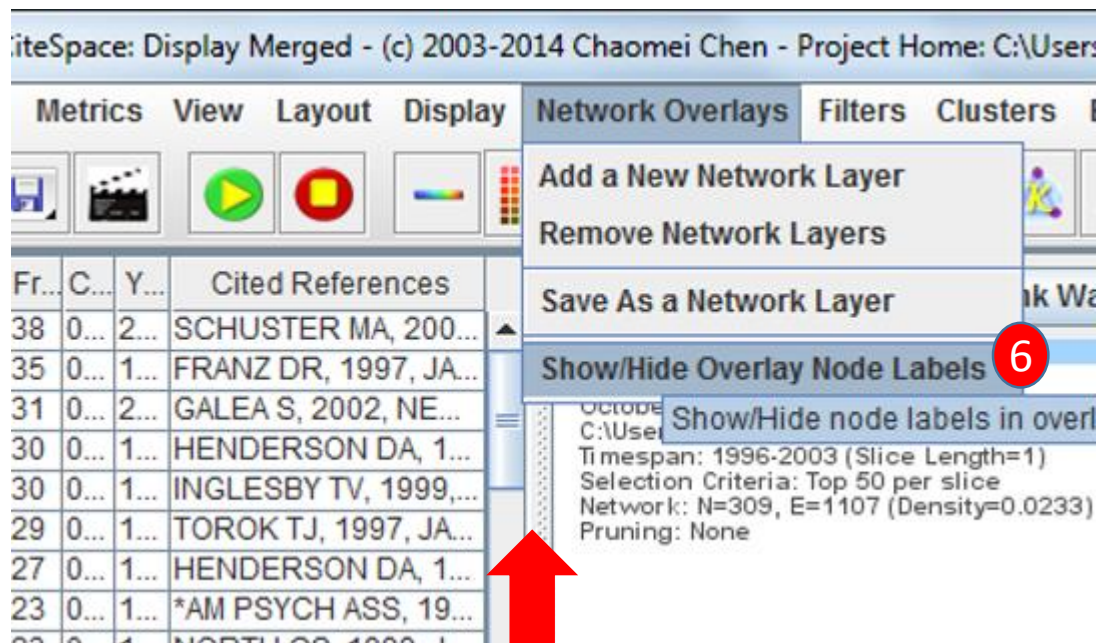 iteSpace: Display Merged - (c) 2003-2014 Chaomei Chen - Project Home: C:\Users
Metrics View Layout Display Network Overlays Filters Clusters
Add a New Network Layer
Remove Network Layers
Save As a Network Layer
Show/Hide Overlay Node Labels 6
Show/Hide node labels in overl
K
nk Wa
Fr... C... Y... Cited References
38 0... 2... SCHUSTER MA, 200...
35 0... 1... FRANZ DR, 1997, JA...
31 0... 2... GALEA S, 2002, NE...
30 0... 1... HENDERSON DA, 1...
30 0... 1... INGLESBY TV, 1999,...
29 0... 1... TOROK TJ, 1997, JA...
27 0... 1... HENDERSON DA, 1...
23 0... 1... *AM PSYCH ASS, 19...
Octobe
C:\User
Timespan: 1996-2003 (Slice Length=1)
Selection Criteria: Top 50 per slice
Network: N=309, E=1107 (Density=0.0233)
Pruning: None